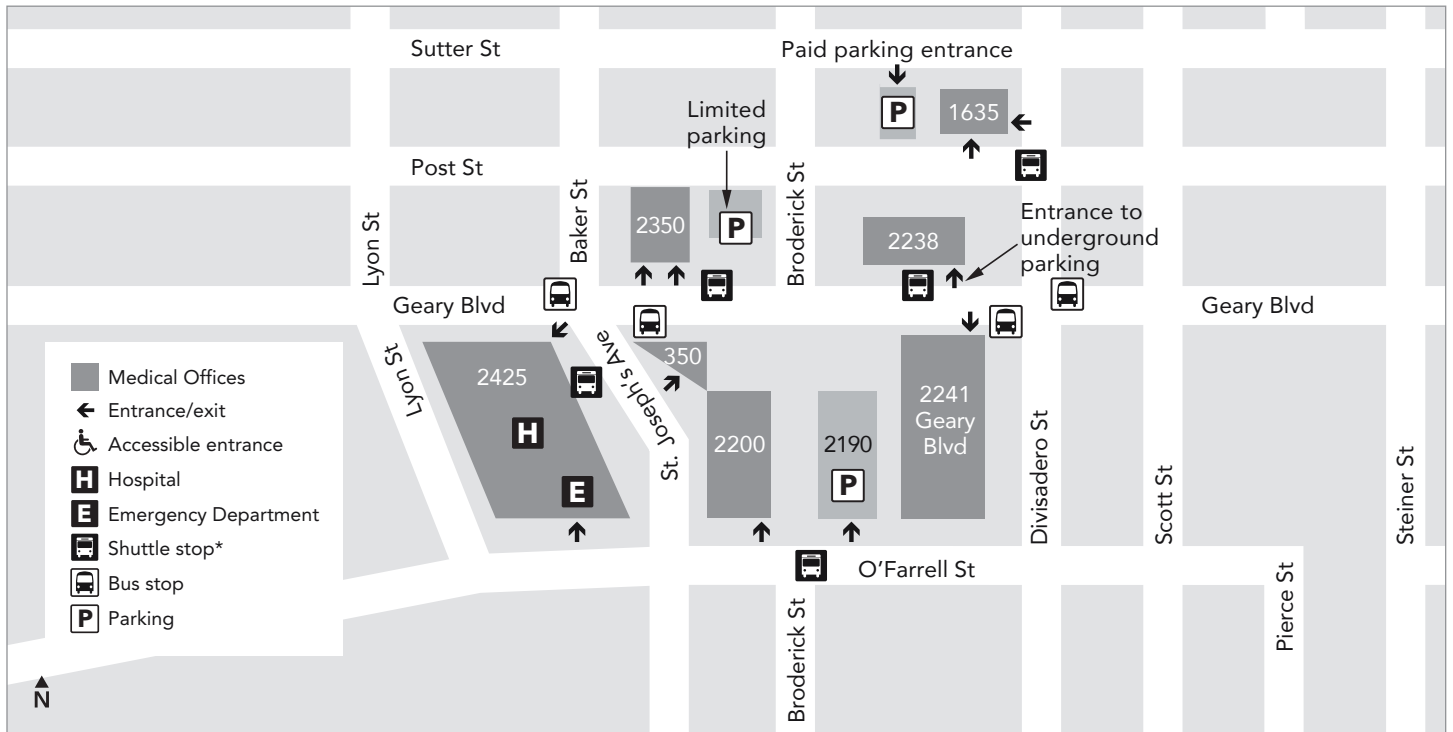 Sutter St
Paid parking entrance
P
1635
Limited
parking
Post St
Lyon St
Baker St
2350
P
Broderick St
2238
Entrance to
underground
parking
Geary Blvd
Geary Blvd
Lyon St
St. Joseph's Ave
350
2425
H
E
2200
2190
P
2241
Geary
Blvd
Divisadero St
Scott St
Steiner St
O'Farrell St
Broderick St
Pierce St
Medical Offices
Entrance/exit
Accessible entrance
H Hospital
E Emergency Department
Shuttle stop*
Bus stop
P Parking
N